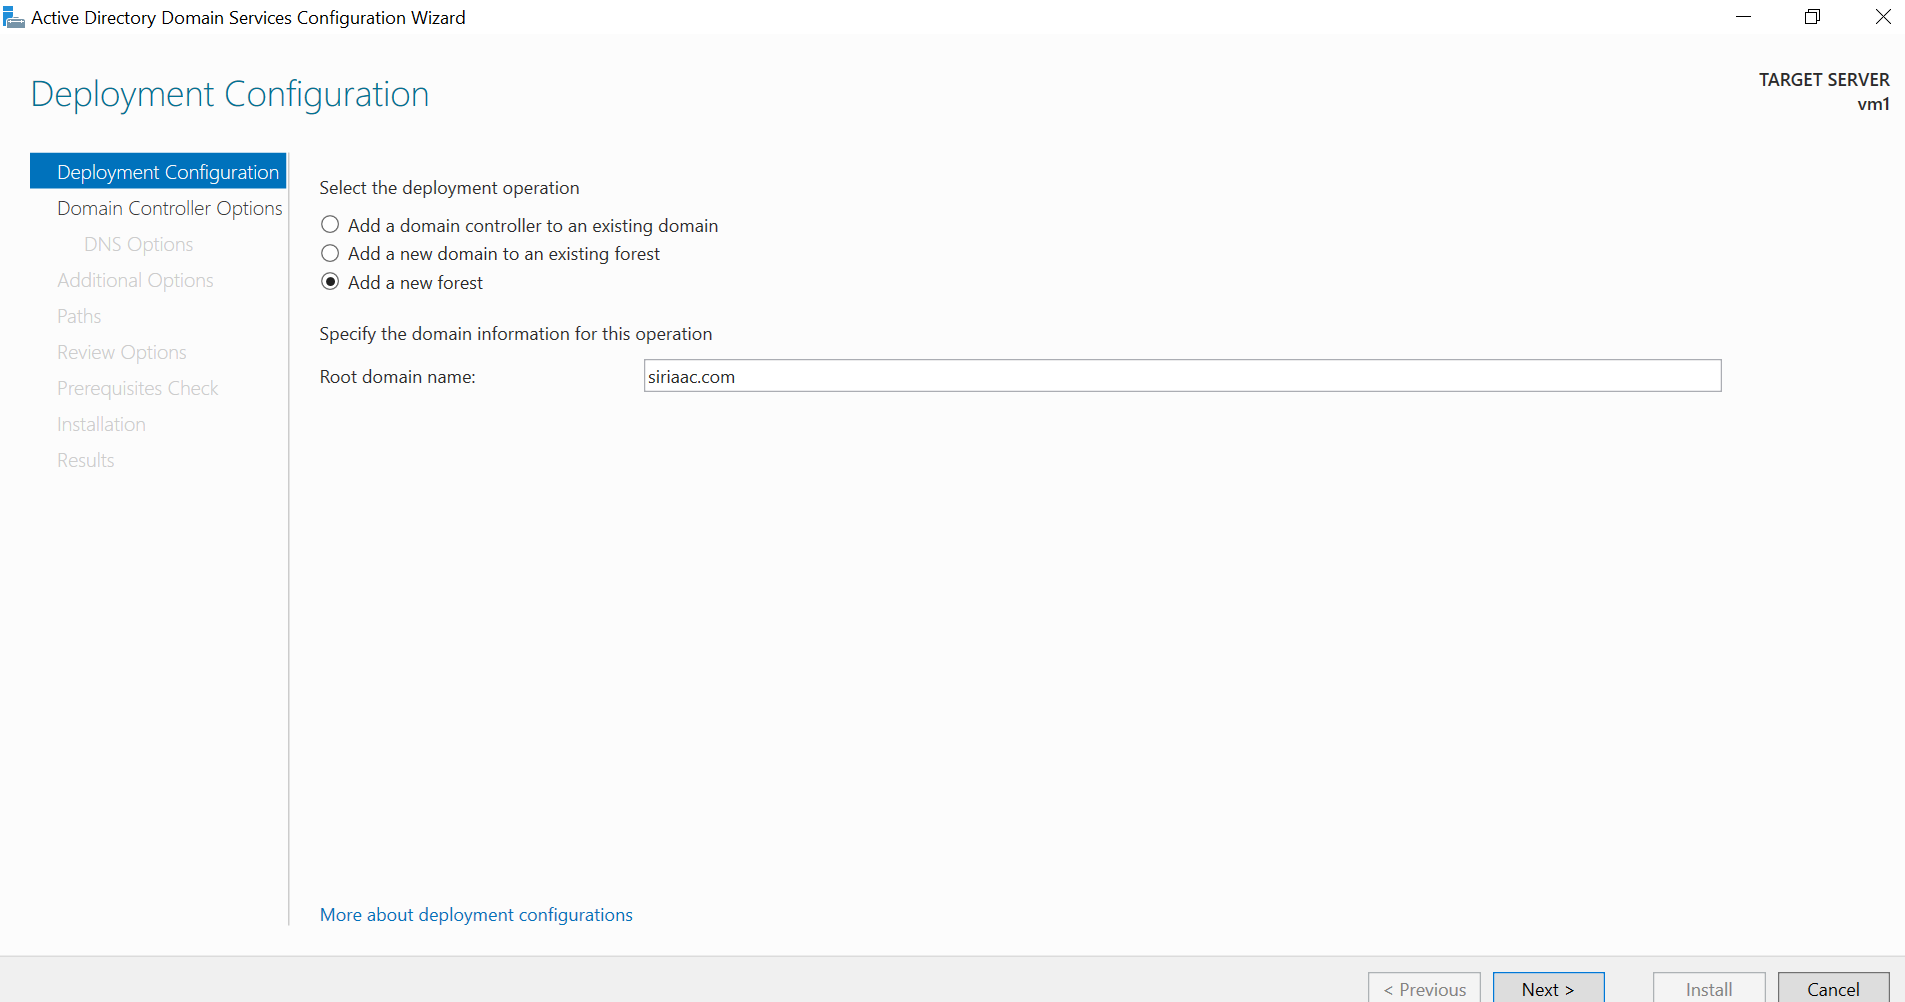 Active Directory Domain Services Configuration Wizard
Deployment Configuration
TARGET SERVER
vm1
Deployment Configuration
Domain Controller Options
DNS Options
Additional Options
Paths
Review Options
Prerequisites Check
Installation
Results
Select the deployment operation
Add a domain controller to an existing domain
Add a new domain to an existing forest
Add a new forest
Specify the domain information for this operation
Root domain name: siriaac.com
More about deployment configurations
< Previous Next > Install Cancel